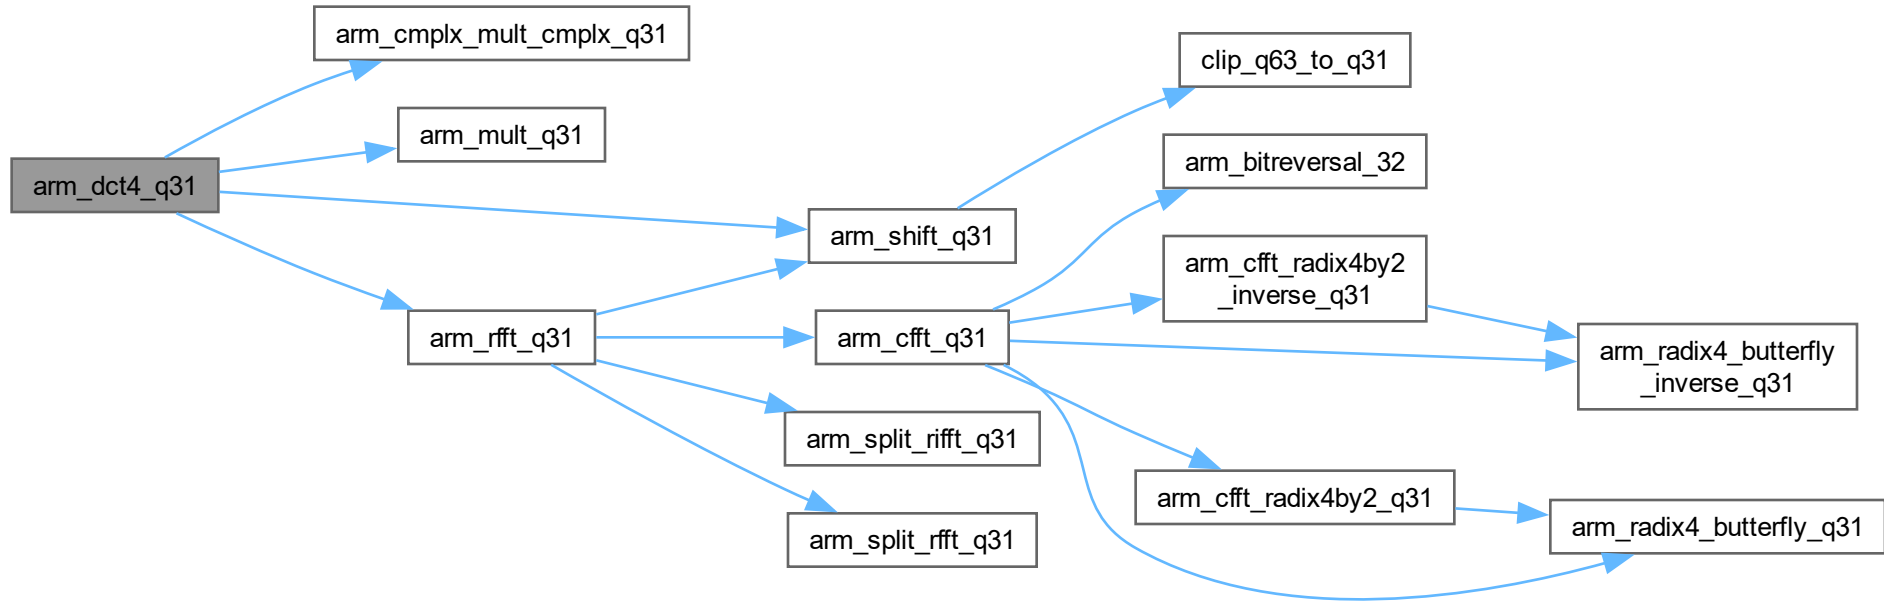 arm_dct4_q31
arm_cmplx_mult_cmplx_q31
arm_mult_q31
arm_rfft_q31
arm_shift_q31
arm_cfft_q31
arm_split_rifft_q31
arm_split_rfft_q31
clip_q63_to_q31
arm_bitreversal_32
arm_cfft_radix4by2
_inverse_q31
arm_cfft_radix4by2_q31
arm_radix4_butterfly
_inverse_q31
arm_radix4_butterfly_q31